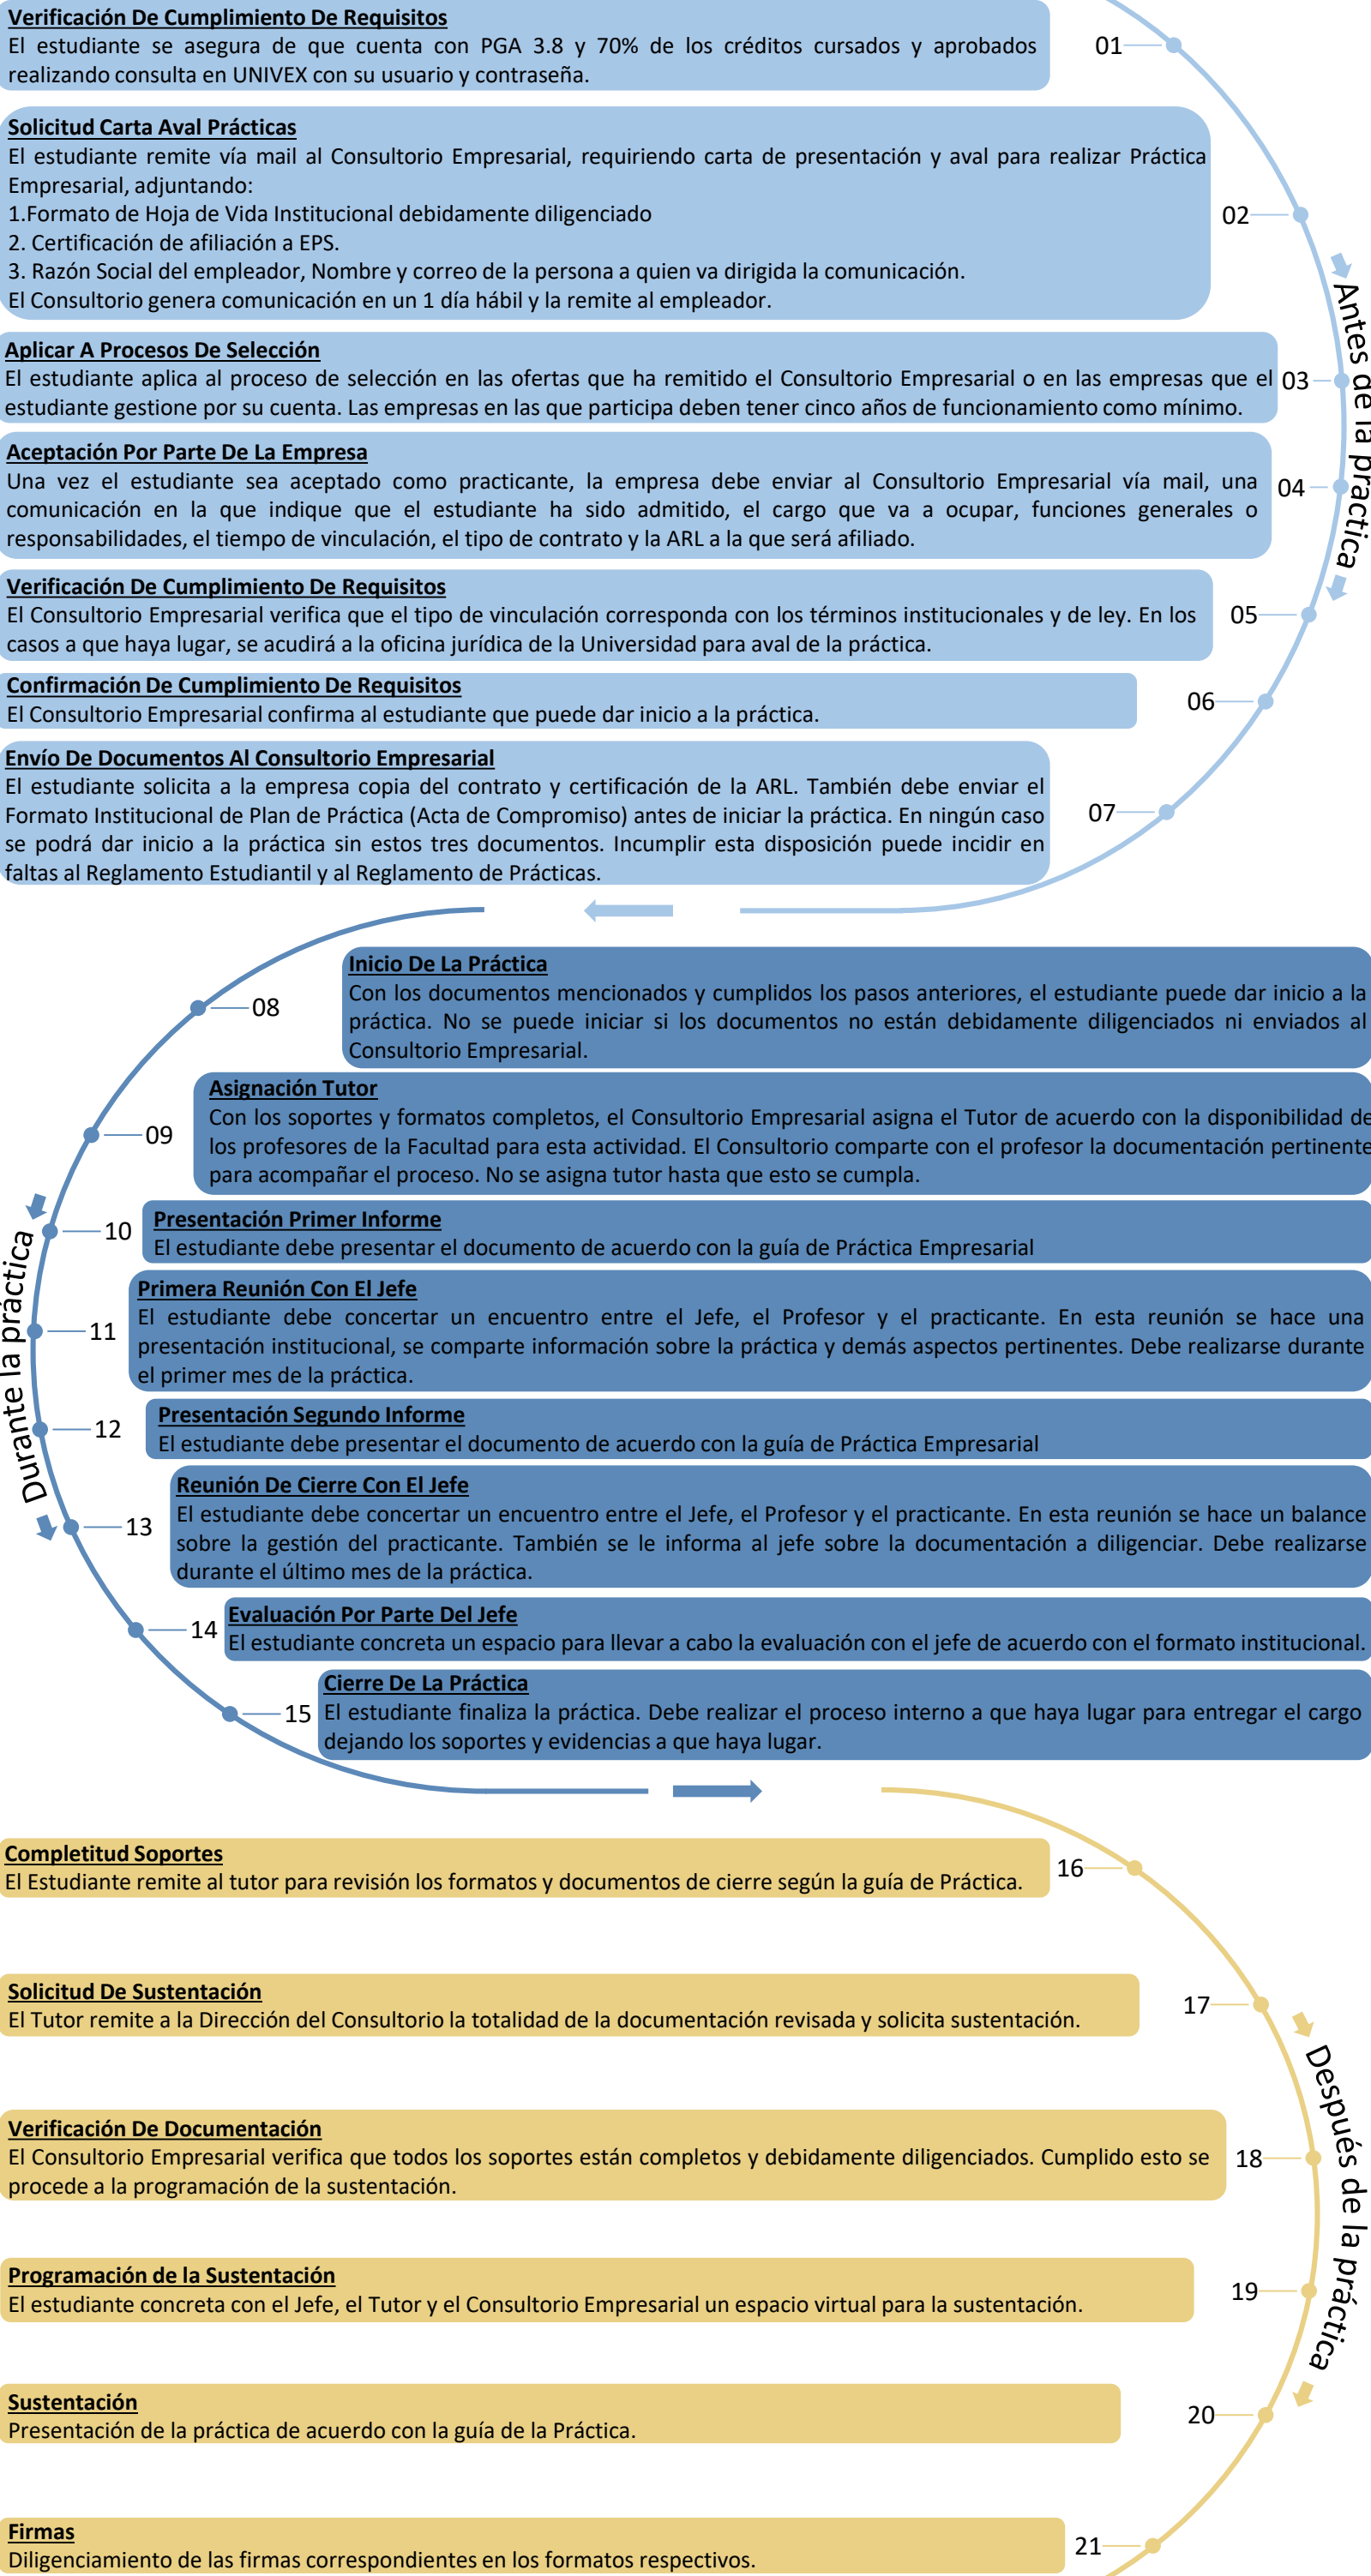 Verificación De Cumplimiento De Requisitos
El estudiante se asegura de que cuenta con PGA 3.8 y 70% de los créditos cursados y aprobados
realizando consulta en UNIVEX con su usuario y contraseña.
01
Solicitud Carta Aval Prácticas
El estudiante remite vía mail al Consultorio Empresarial, requiriendo carta de presentación y aval para realizar Práctica
Empresarial, adjuntando:
1.Formato de Hoja de Vida Institucional debidamente diligenciado
2. Certificación de afiliación a EPS.
3. Razón Social del empleador, Nombre y correo de la persona a quien va dirigida la comunicación.
El Consultorio genera comunicación en un 1 día hábil y la remite al empleador.
02
Antes de la práctica
Aplicar A Procesos De Selección
El estudiante aplica al proceso de selección en las ofertas que ha remitido el Consultorio Empresarial o en las empresas que el
estudiante gestione por su cuenta. Las empresas en las que participa deben tener cinco años de funcionamiento como mínimo.
03
Aceptación Por Parte De La Empresa
Una vez el estudiante sea aceptado como practicante, la empresa debe enviar al Consultorio Empresarial vía mail, una
comunicación en la que indique que el estudiante ha sido admitido, el cargo que va a ocupar, funciones generales o
responsabilidades, el tiempo de vinculación, el tipo de contrato y la ARL a la que será afiliado.
04
Verificación De Cumplimiento De Requisitos
El Consultorio Empresarial verifica que el tipo de vinculación corresponda con los términos institucionales y de ley. En los
casos a que haya lugar, se acudirá a la oficina jurídica de la Universidad para aval de la práctica.
05
Confirmación De Cumplimiento De Requisitos
El Consultorio Empresarial confirma al estudiante que puede dar inicio a la práctica.
06
Envío De Documentos Al Consultorio Empresarial
El estudiante solicita a la empresa copia del contrato y certificación de la ARL. También debe enviar el
Formato Institucional de Plan de Práctica (Acta de Compromiso) antes de iniciar la práctica. En ningún caso
se podrá dar inicio a la práctica sin estos tres documentos. Incumplir esta disposición puede incidir en
faltas al Reglamento Estudiantil y al Reglamento de Prácticas.
07
Inicio De La Práctica
Con los documentos mencionados y cumplidos los pasos anteriores, el estudiante puede dar inicio a la
práctica. No se puede iniciar si los documentos no están debidamente diligenciados ni enviados al
Consultorio Empresarial.
08
Asignación Tutor
Con los soportes y formatos completos, el Consultorio Empresarial asigna el Tutor de acuerdo con la disponibilidad de
los profesores de la Facultad para esta actividad. El Consultorio comparte con el profesor la documentación pertinente
para acompañar el proceso. No se asigna tutor hasta que esto se cumpla.
09
Durante la práctica
10
Presentación Primer Informe
El estudiante debe presentar el documento de acuerdo con la guía de Práctica Empresarial
Primera Reunión Con El Jefe
El estudiante debe concertar un encuentro entre el Jefe, el Profesor y el practicante. En esta reunión se hace una
presentación institucional, se comparte información sobre la práctica y demás aspectos pertinentes. Debe realizarse durante
el primer mes de la práctica.
11
Presentación Segundo Informe
El estudiante debe presentar el documento de acuerdo con la guía de Práctica Empresarial
12
Reunión De Cierre Con El Jefe
El estudiante debe concertar un encuentro entre el Jefe, el Profesor y el practicante. En esta reunión se hace un balance
sobre la gestión del practicante. También se le informa al jefe sobre la documentación a diligenciar. Debe realizarse
durante el último mes de la práctica.
13
Evaluación Por Parte Del Jefe
El estudiante concreta un espacio para llevar a cabo la evaluación con el jefe de acuerdo con el formato institucional.
14
Cierre De La Práctica
El estudiante finaliza la práctica. Debe realizar el proceso interno a que haya lugar para entregar el cargo
dejando los soportes y evidencias a que haya lugar.
15
Completitud Soportes
El Estudiante remite al tutor para revisión los formatos y documentos de cierre según la guía de Práctica.
16
Solicitud De Sustentación
El Tutor remite a la Dirección del Consultorio la totalidad de la documentación revisada y solicita sustentación.
17
Después de la práctica
Verificación De Documentación
El Consultorio Empresarial verifica que todos los soportes están completos y debidamente diligenciados. Cumplido esto se
procede a la programación de la sustentación.
18
Programación de la Sustentación
El estudiante concreta con el Jefe, el Tutor y el Consultorio Empresarial un espacio virtual para la sustentación.
19
Sustentación
Presentación de la práctica de acuerdo con la guía de la Práctica.
20
Firmas
Diligenciamiento de las firmas correspondientes en los formatos respectivos.
21